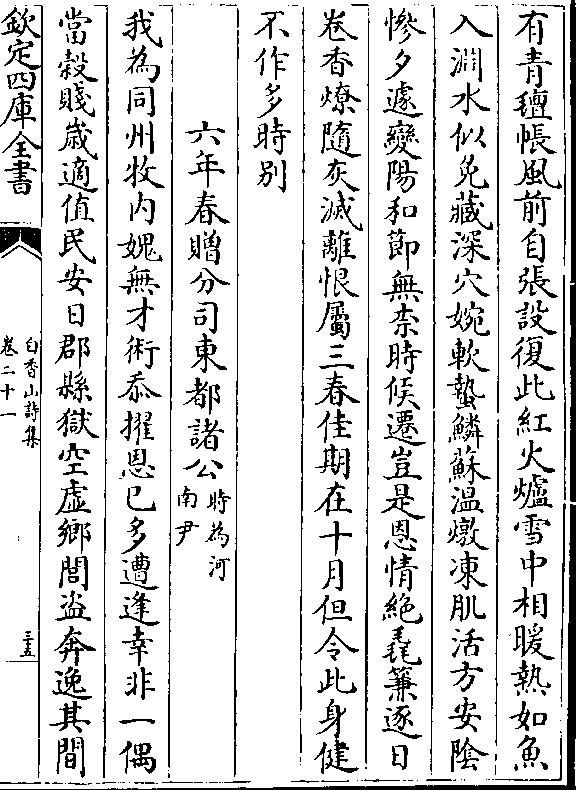 有青氊帳風前自張設復此紅火爐雪中相暖熱如魚
入淵水似兔藏深穴婉軟蟄鱗蘇温燉凍肌活方安陰
慘夕遽變陽和節無柰時候遷豈是恩情絶毳簾逐日
卷香燎隨灰滅離恨屬三春佳期在十月但令此身健
不作多時别
六年春贈分司東都諸公
時為河
南尹
我為同州牧内媿無才術忝擢恩已多遭逢幸非一偶
當穀賤歲適值民安日郡縣獄空虚鄉閭盜奔逸其間
欽定四庫全書
白香山詩集
卷二十一
三五